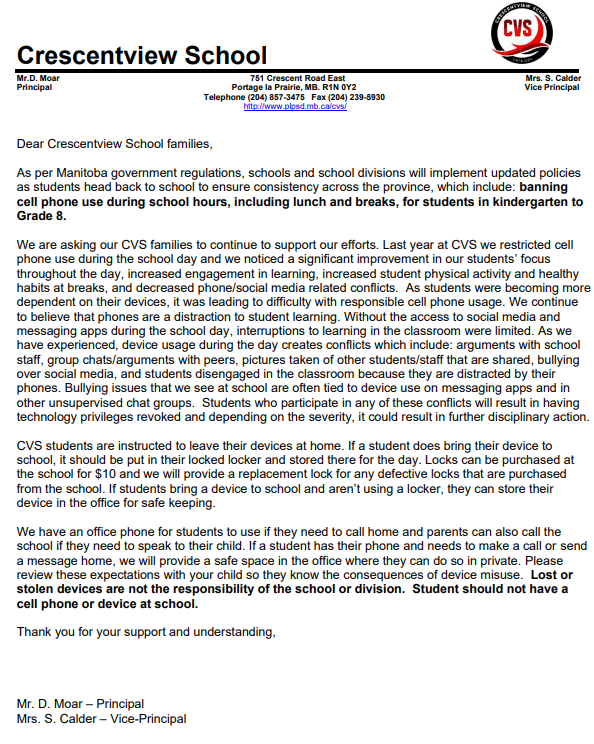 CRESCENTVIEW SCHOOL
CVS
Crescentview School
Mr.D. Moar 751 Crescent Road East Mrs. S. Calder
Principal Portage la Prairie, MB. R1N 0Y2 Vice Principal
Telephone (204) 857-3475 Fax (204) 239-5930
http://www.plpsd.mb.ca/cvs/
Dear Crescentview School families,
As per Manitoba government regulations, schools and school divisions will implement updated policies
as students head back to school to ensure consistency across the province, which include: banning
cell phone use during school hours, including lunch and breaks, for students in kindergarten to
Grade 8.
We are asking our CVS families to continue to support our efforts. Last year at CVS we restricted cell
phone use during the school day and we noticed a significant improvement in our students’ focus
throughout the day, increased engagement in learning, increased student physical activity and healthy
habits at breaks, and decreased phone/social media related conflicts. As students were becoming more
dependent on their devices, it was leading to difficulty with responsible cell phone usage. We continue
to believe that phones are a distraction to student learning. Without the access to social media and
messaging apps during the school day, interruptions to learning in the classroom were limited. As we
have experienced, device usage during the day creates conflicts which include: arguments with school
staff, group chats/arguments with peers, pictures taken of other students/staff that are shared, bullying
over social media, and students disengaged in the classroom because they are distracted by their
phones. Bullying issues that we see at school are often tied to device use on messaging apps and in
other unsupervised chat groups. Students who participate in any of these conflicts will result in having
technology privileges revoked and depending on the severity, it could result in further disciplinary action.
CVS students are instructed to leave their devices at home. If a student does bring their device to
school, it should be put in their locked locker and stored there for the day. Locks can be purchased at
the school for $10 and we will provide a replacement lock for any defective locks that are purchased
from the school. If students bring a device to school and aren’t using a locker, they can store their
device in the office for safe keeping.
We have an office phone for students to use if they need to call home and parents can also call the
school if they need to speak to their child. If a student has their phone and needs to make a call or send
a message home, we will provide a safe space in the office where they can do so in private. Please
review these expectations with your child so they know the consequences of device misuse. Lost or
stolen devices are not the responsibility of the school or division. Student should not have a
cell phone or device at school.
Thank you for your support and understanding,
Mr. D. Moar – Principal
Mrs. S. Calder – Vice-Principal